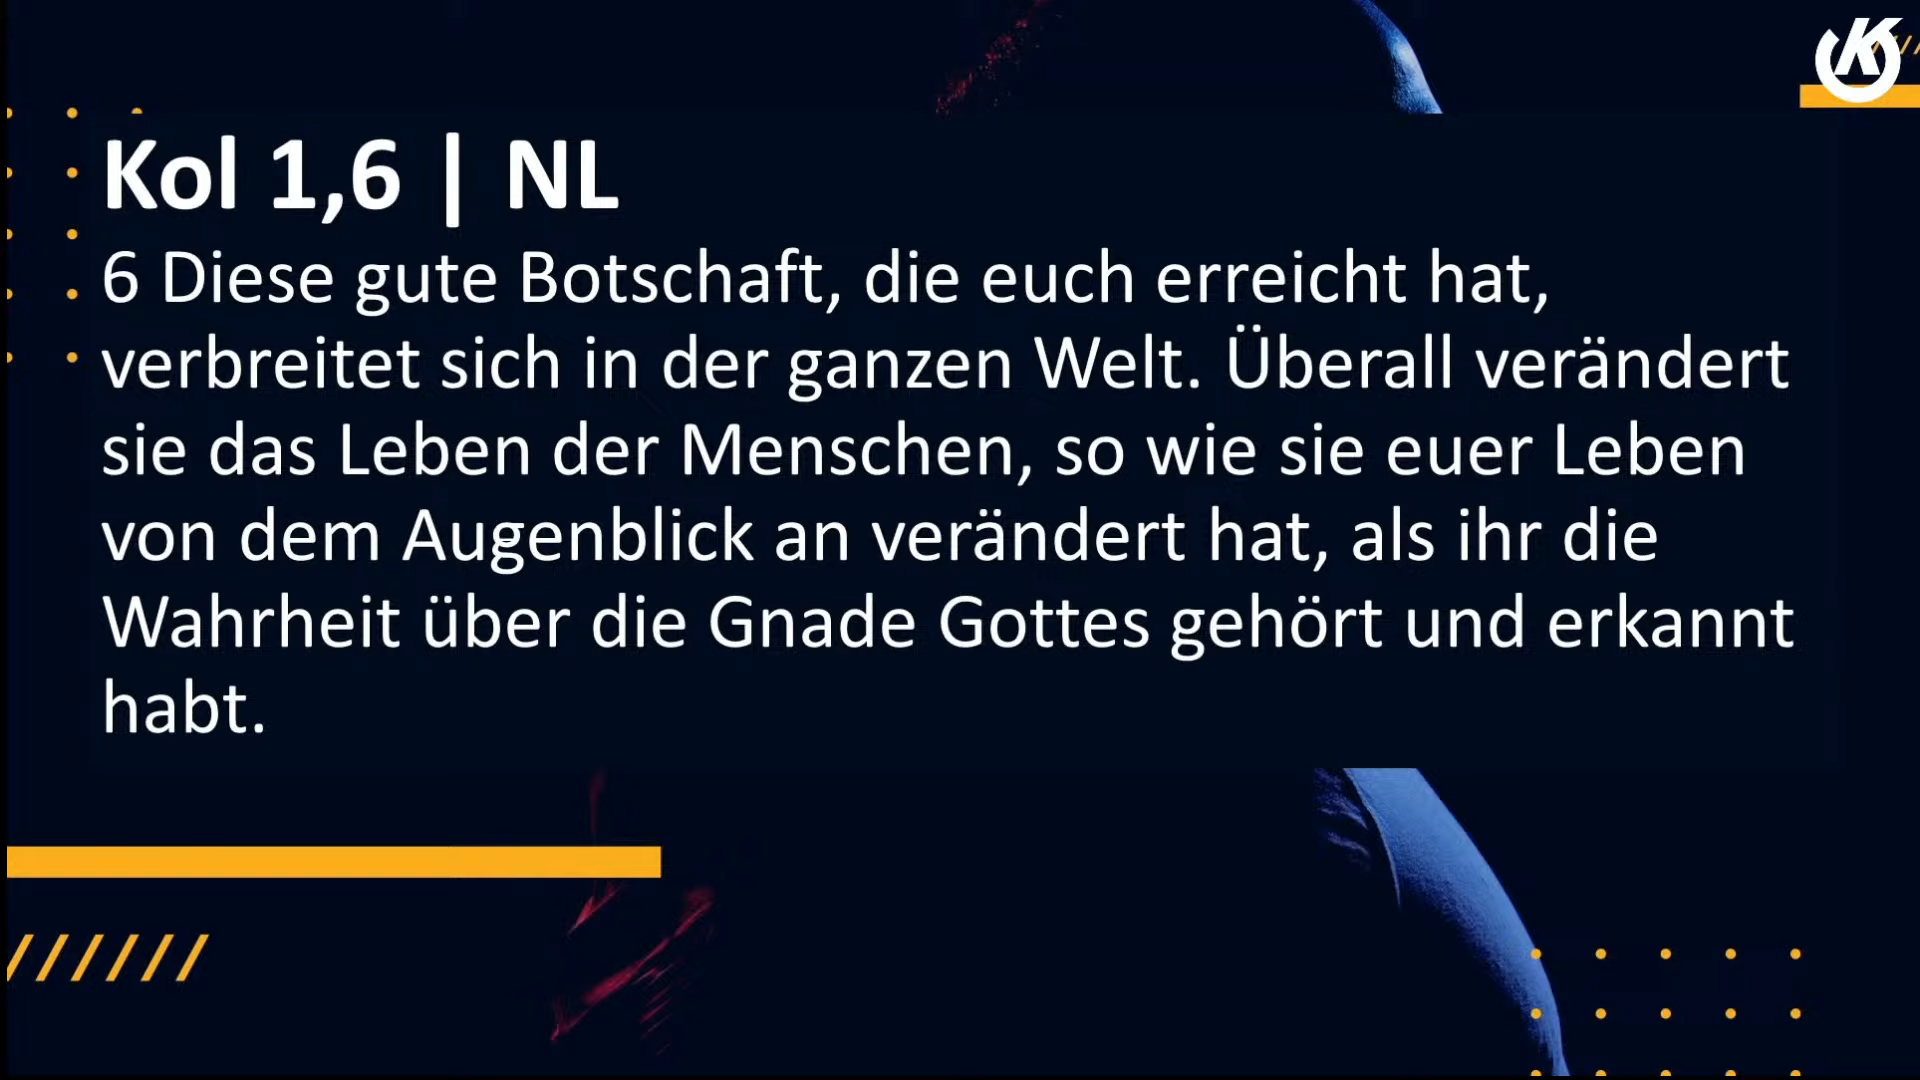 Kol 1,6 | NL
6 Diese gute Botschaft, die euch erreicht hat,
verbreitet sich in der ganzen Welt. Überall verändert
sie das Leben der Menschen, so wie sie euer Leben
von dem Augenblick an verändert hat, als ihr die
Wahrheit über die Gnade Gottes gehört und erkannt
habt.